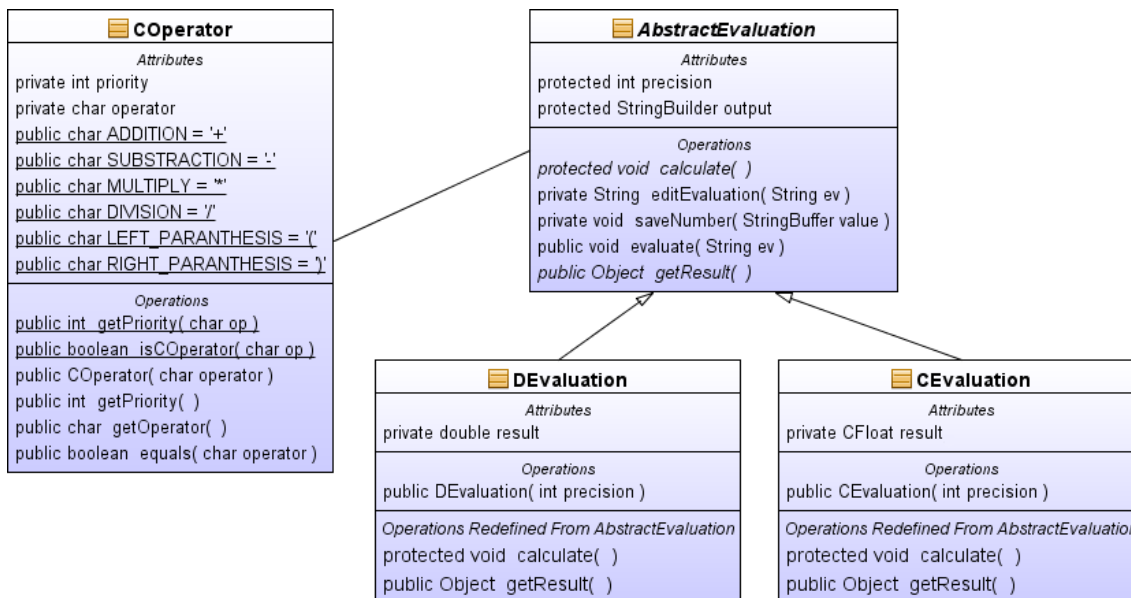 COperator
Attributes
private int priority
private char operator
public char ADDITION = '+'
public char SUBSTRACTION = '-'
public char MULTIPLY = '*'
public char DIVISION = '/'
public char LEFT_PARANTHESIS = '('
public char RIGHT_PARANTHESIS = ')'
Operations
public int getPriority( char op )
public boolean isCOperator( char op )
public COperator( char operator )
public int getPriority( )
public char getOperator( )
public boolean equals( char operator )
AbstractEvaluation
Attributes
protected int precision
protected StringBuilder output
Operations
protected void calculate( )
private String editEvaluation( String ev )
private void saveNumber( StringBuffer value )
public void evaluate( String ev )
public Object getResult( )
DEvaluation
Attributes
private double result
Operations
public DEvaluation( int precision )
Operations Redefined From AbstractEvaluation
protected void calculate( )
public Object getResult( )
CEvaluation
Attributes
private CFloat result
Operations
public CEvaluation( int precision )
Operations Redefined From AbstractEvaluation
protected void calculate( )
public Object getResult( )